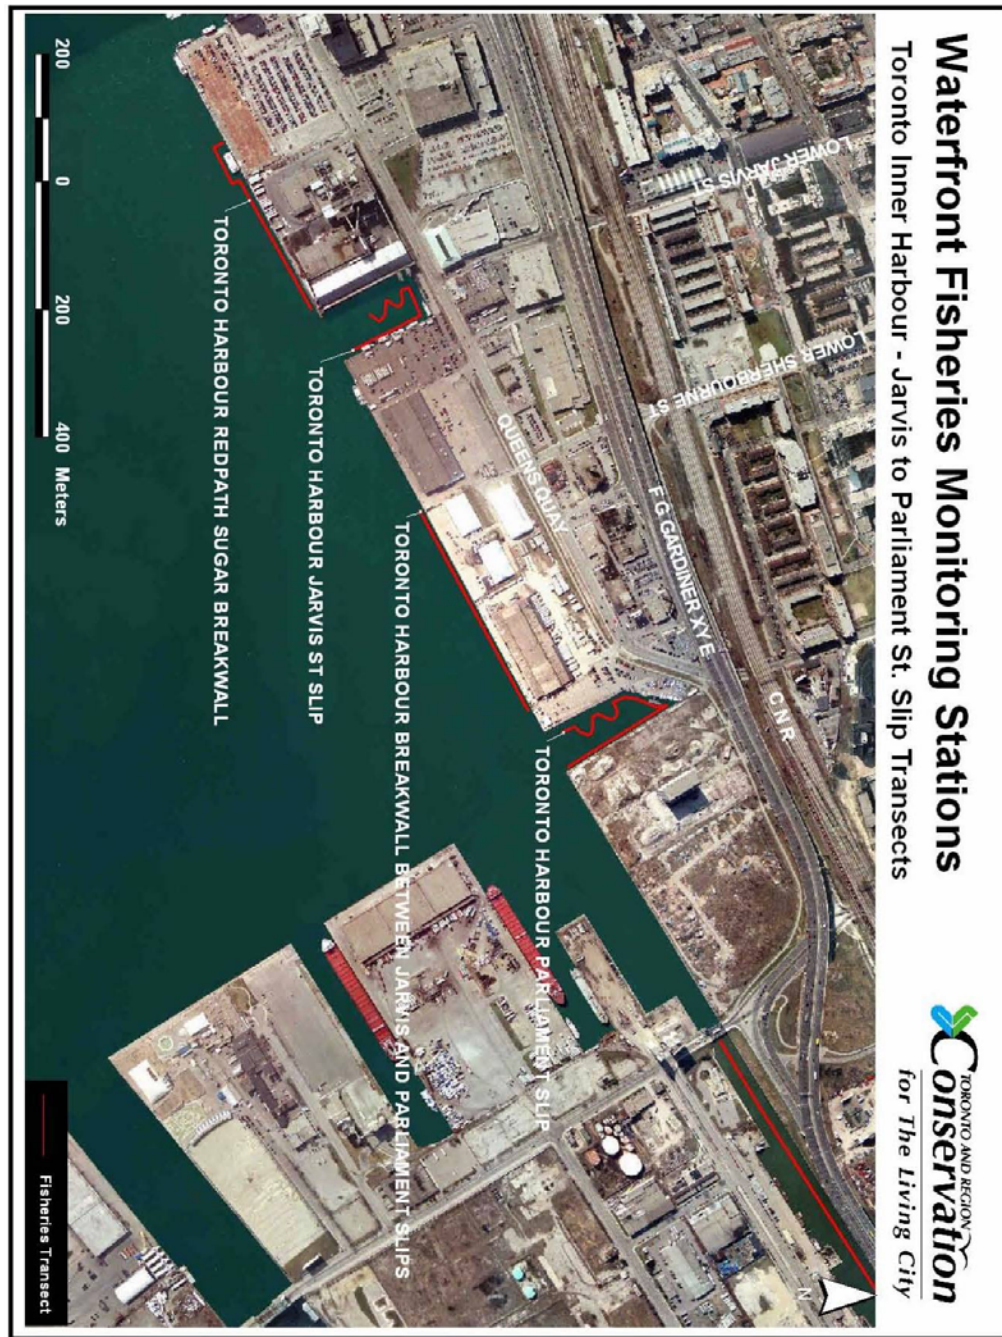 Waterfront Fisheries Monitoring Stations
Toronto Inner Harbour - Jarvis to Parliament St. Slip Transects
TORONTO AND REGION
Conservation
for The Living City
LOWER JARVIS ST
LOWER SHERBOURNE ST
CNR
F G GARDINER XY E
QUEENS QUAY
TORONTO HARBOUR PARLIAMENT SLIP
TORONTO HARBOUR BREAKWALL BETWEEN JARVIS AND PARLIAMENT SLIPS
TORONTO HARBOUR JARVIS ST SLIP
TORONTO HARBOUR REDPATH SUGAR BREAKWALL
N
200 0 200 400 Meters
Fisheries Transect